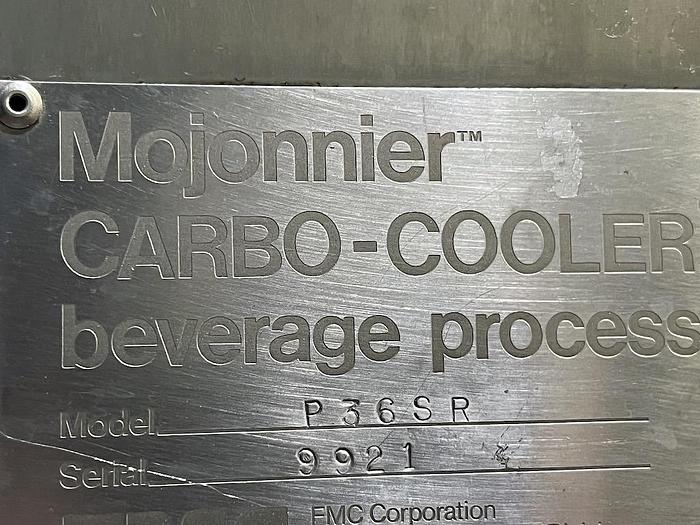 Mojonnier™
CARBO-COOLER
beverage process
Model P36SR
Serial 9921
FMC Corporation